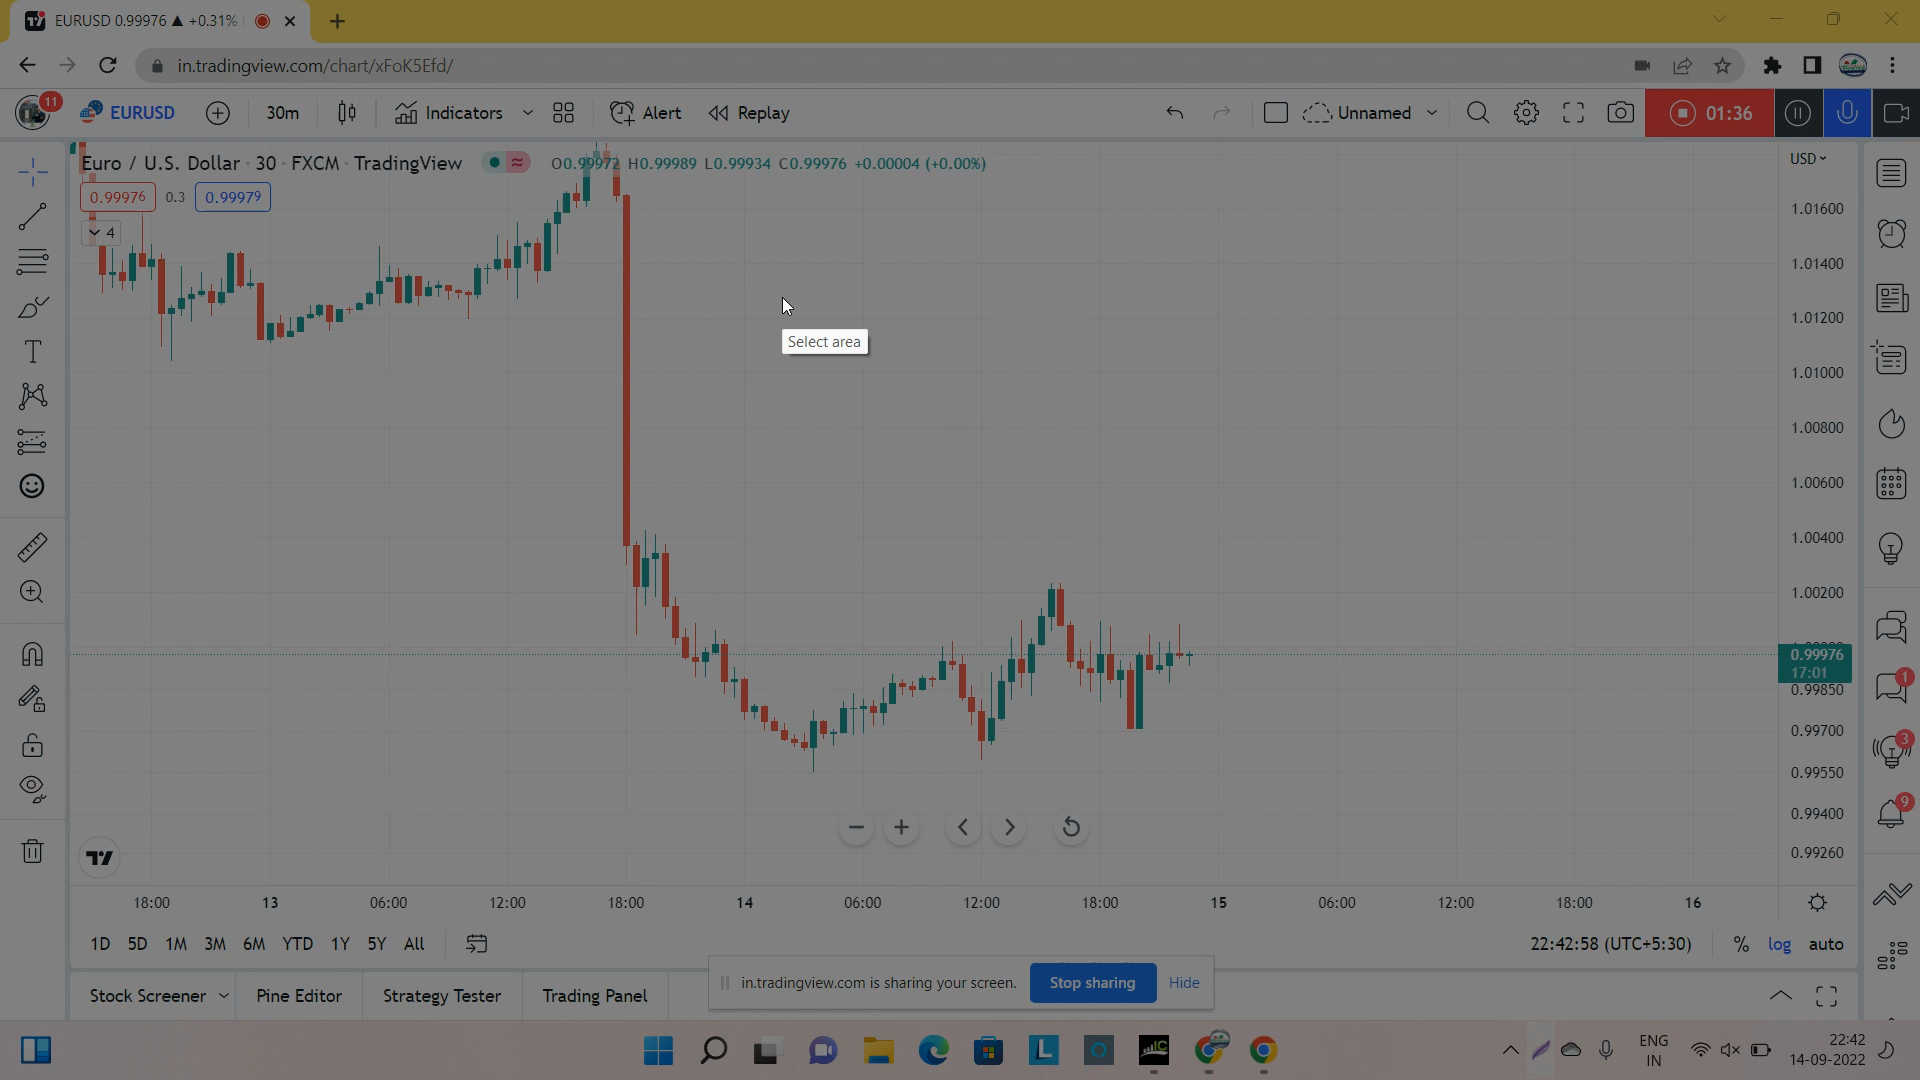 EURUSD 0.99976 ▲ +0.31%
in.tradingview.com/chart/xFoK5Efd/
11 EURUSD 30m Indicators Alert Replay Unnamed 01:36
Euro / U.S. Dollar · 30 · FXCM · TradingView O0.99972 H0.99989 L0.99934 C0.99976 +0.00004 (+0.00%)
USD
0.99976 0.3 0.99979
4
Select area
1.01600
1.01400
1.01200
1.01000
1.00800
1.00600
1.00400
1.00200
0.99976
17:01
0.99850
0.99700
0.99550
0.99400
0.99260
1
3
9
18:00 13 06:00 12:00 18:00 14 06:00 12:00 18:00 15 06:00 12:00 18:00 16
1D 5D 1M 3M 6M YTD 1Y 5Y All 22:42:58 (UTC+5:30) % log auto
in.tradingview.com is sharing your screen. Stop sharing Hide
Stock Screener Pine Editor Strategy Tester Trading Panel
ENG
IN
22:42
14-09-2022